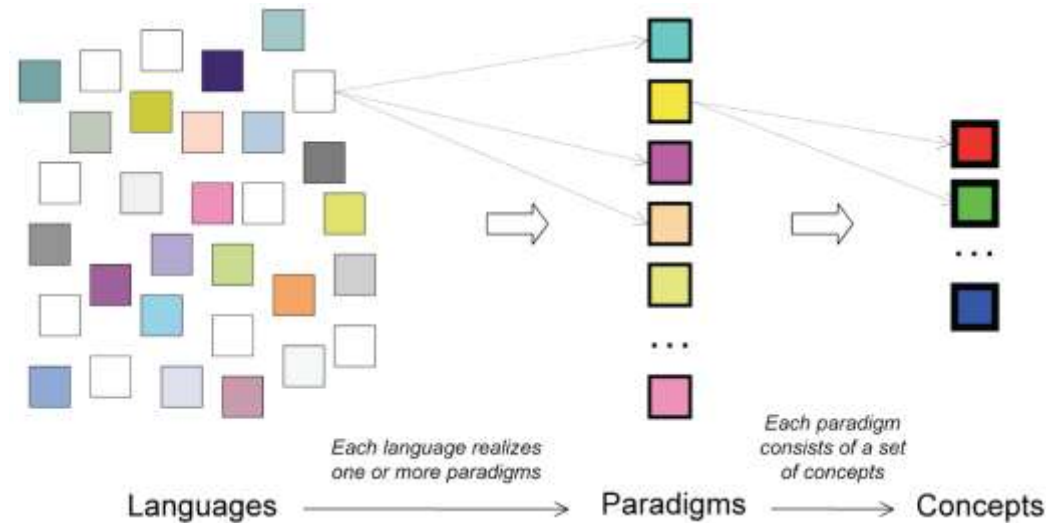 ...
...
Each language realizes
one or more paradigms
Each paradigm
consists of a set
of concepts
Languages
Paradigms
Concepts